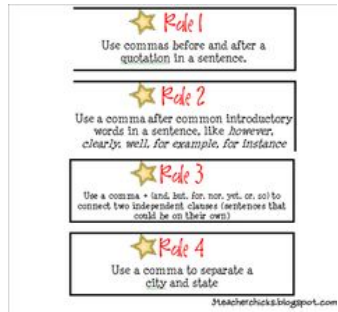 Rule 1
Use commas before and after a
quotation in a sentence.
Rule 2
Use a comma after common introductory
words in a sentence, like however,
clearly, well, for example, for instance
Rule 3
Use a comma + (and, but, for, nor, yet, or, so) to
connect two independent clauses (sentences that
could be on their own)
Rule 4
Use a comma to separate a
city and state
3teacherchicks.blogspot.com